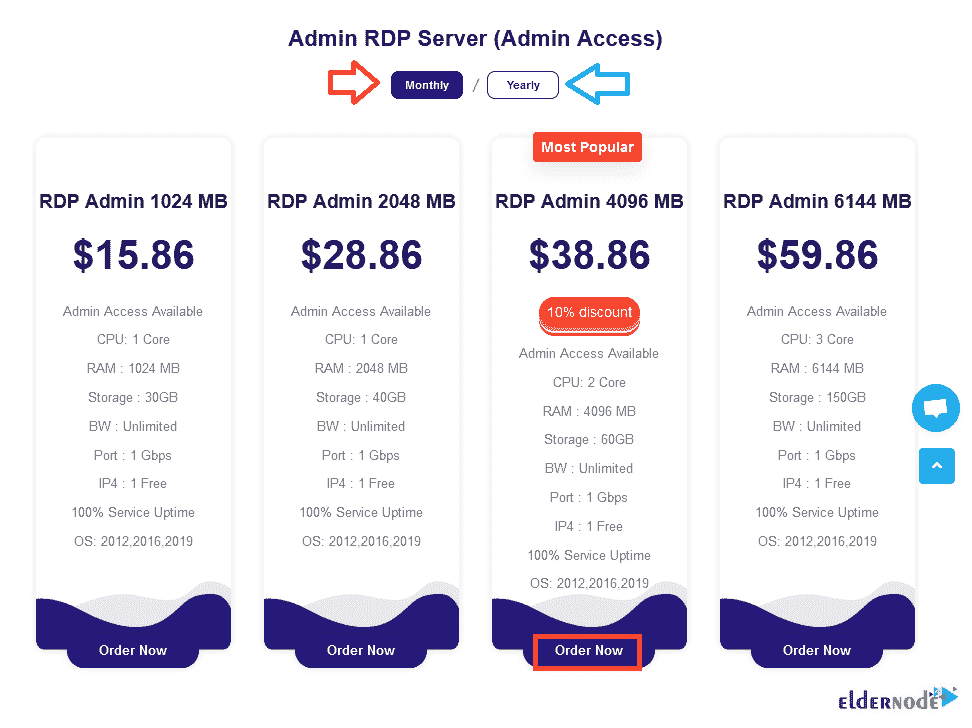 Admin RDP Server (Admin Access)
Monthly / Yearly
RDP Admin 1024 MB
$15.86
Admin Access Available
CPU: 1 Core
RAM : 1024 MB
Storage : 30GB
BW : Unlimited
Port : 1 Gbps
IP4 : 1 Free
100% Service Uptime
OS: 2012,2016,2019
Order Now
RDP Admin 2048 MB
$28.86
Admin Access Available
CPU: 1 Core
RAM : 2048 MB
Storage : 40GB
BW : Unlimited
Port : 1 Gbps
IP4 : 1 Free
100% Service Uptime
OS: 2012,2016,2019
Order Now
Most Popular
RDP Admin 4096 MB
$38.86
10% discount
Admin Access Available
CPU: 2 Core
RAM : 4096 MB
Storage : 60GB
BW : Unlimited
Port : 1 Gbps
IP4 : 1 Free
100% Service Uptime
OS: 2012,2016,2019
Order Now
RDP Admin 6144 MB
$59.86
Admin Access Available
CPU: 3 Core
RAM : 6144 MB
Storage : 150GB
BW : Unlimited
Port : 1 Gbps
IP4 : 1 Free
100% Service Uptime
OS: 2012,2016,2019
Order Now
ELDERNODE